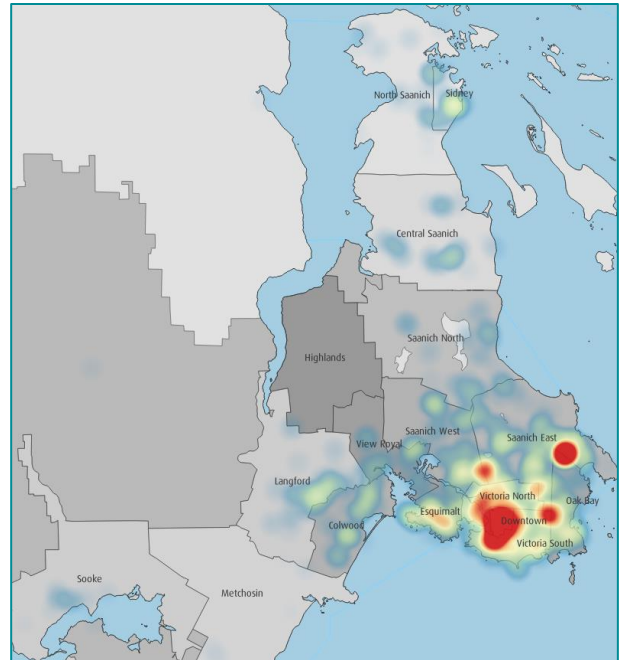 North Saanich
Sidney
Central Saanich
Saanich North
Highlands
Saanich West
Saanich East
View Royal
Langford
Victoria North
Oak Bay
Esquimalt
Downtown
Colwood
Victoria South
Sooke
Metchosin